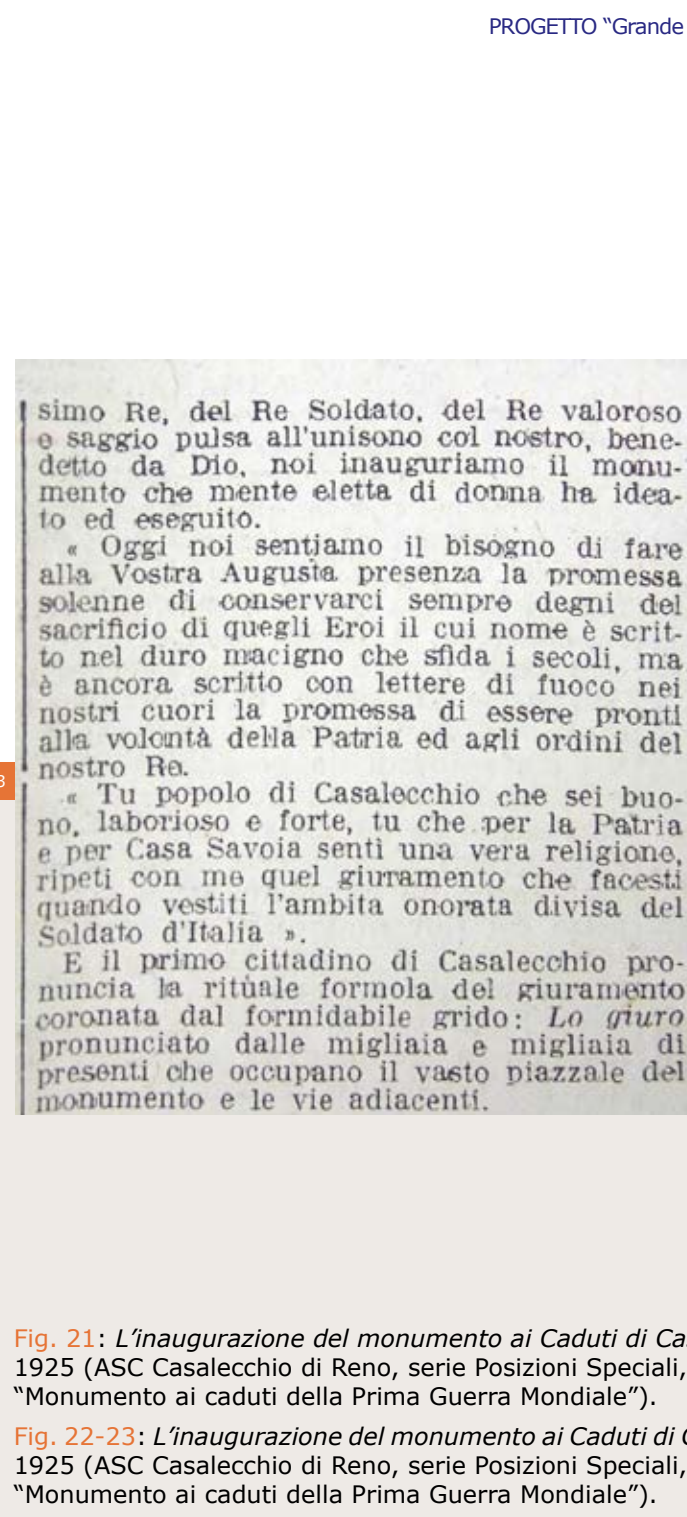 PROGETTO “Grande
simo Re, del Re Soldato, del Re valoroso
e saggio pulsa all'unisono col nostro, bene-
detto da Dio, noi inauguriamo il monu-
mento che mente eletta di donna ha idea-
to ed eseguito.
« Oggi noi sentiamo il bisogno di fare
alla Vostra Augusta presenza la promessa
solenne di conservarci sempre degni del
sacrificio di quegli Eroi il cui nome è scrit-
to nel duro macigno che sfida i secoli, ma
è ancora scritto con lettere di fuoco nei
nostri cuori la promessa di essere pronti
alla volontà della Patria ed agli ordini del
nostro Re.
3
« Tu popolo di Casalecchio che sei buo-
no, laborioso e forte, tu che per la Patria
e per Casa Savoia senti una vera religione,
ripeti con me quel giuramento che facesti
quando vestiti l'ambita onorata divisa del
Soldato d'Italia ».
E il primo cittadino di Casalecchio pro-
nuncia la rituale formola del giuramento
coronata dal formidabile grido: Lo giuro
pronunciato dalle migliaia e migliaia di
presenti che occupano il vasto piazzale del
monumento e le vie adiacenti.
Fig. 21: L’inaugurazione del monumento ai Caduti di Ca
1925 (ASC Casalecchio di Reno, serie Posizioni Speciali,
“Monumento ai caduti della Prima Guerra Mondiale”).
Fig. 22-23: L’inaugurazione del monumento ai Caduti di C
1925 (ASC Casalecchio di Reno, serie Posizioni Speciali,
“Monumento ai caduti della Prima Guerra Mondiale”).